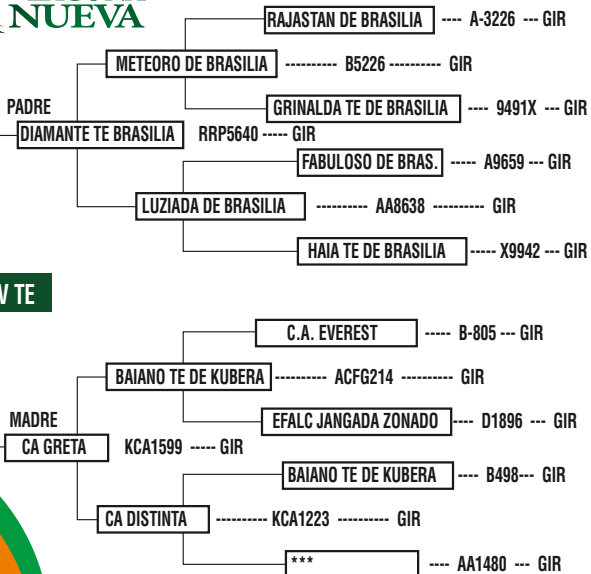 NUEVA
RAJASTAN DE BRASILIA ---- A-3226 --- GIR
METEORO DE BRASILIA ---------- B5226 ---------- GIR
GRINALDA TE DE BRASILIA ---- 9491X --- GIR
PADRE
DIAMANTE TE BRASILIA RRP5640 ----- GIR
FABULOSO DE BRAS. ----- A9659 --- GIR
LUZIADA DE BRASILIA ---------- AA8638 ---------- GIR
HAIA TE DE BRASILIA ----- X9942 --- GIR
TE
C.A. EVEREST ----- B-805 --- GIR
BAIANO TE DE KUBERA ---------- ACFG214 ---------- GIR
EFALC JANGADA ZONADO ---- D1896 --- GIR
MADRE
CA GRETA KCA1599 ----- GIR
BAIANO TE DE KUBERA ---- B498--- GIR
CA DISTINTA ---------- KCA1223 ---------- GIR
*** ---- AA1480 --- GIR